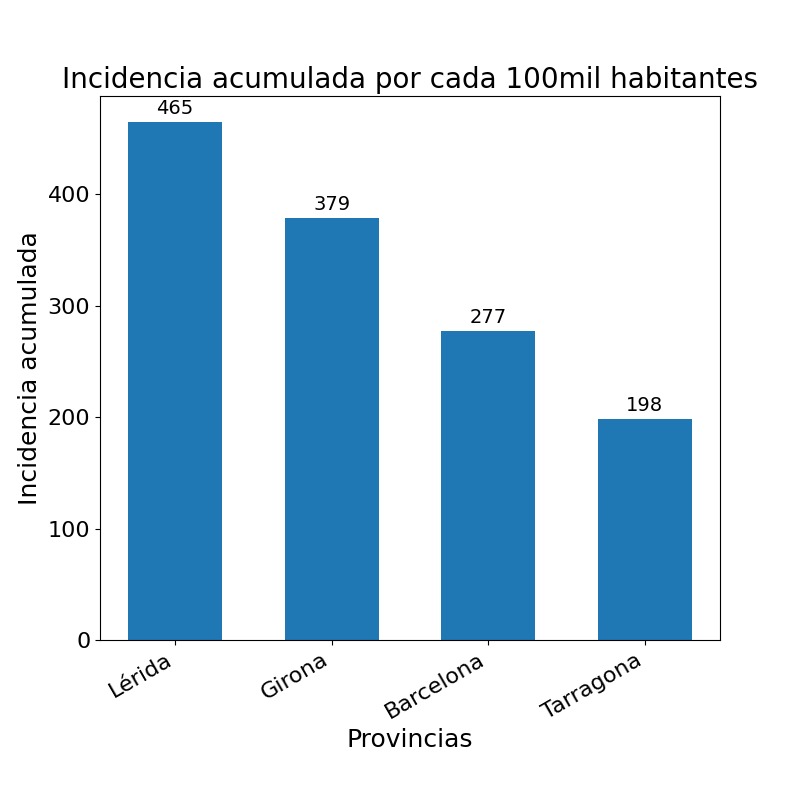 Incidencia acumulada por cada 100mil habitantes
465
379
277
198
Incidencia acumulada
400
300
200
100
0
Lérida
Girona
Barcelona
Tarragona
Provincias